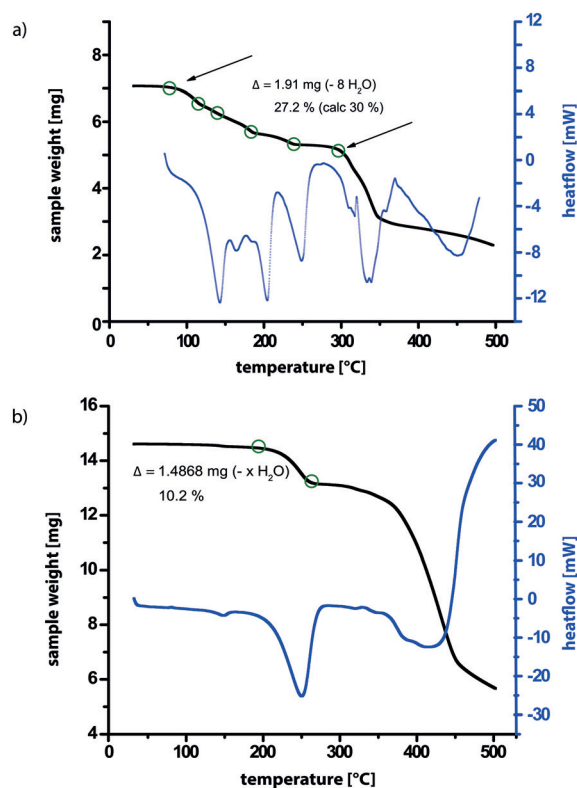 a)
12
8
6
4
2
0
8
4
0
-4
-8
-12
Δ = 1.91 mg (- 8 H₂O)
27.2 % (calc 30 %)
sample weight [mg]
heatflow [mW]
0 100 200 300 400 500
temperature [°C]
b)
16
14
12
10
8
6
4
40
30
20
10
0
-10
-20
-30
Δ = 1.4868 mg (- x H₂O)
10.2 %
sample weight [mg]
heatflow [mW]
0 100 200 300 400 500
temperature [°C]